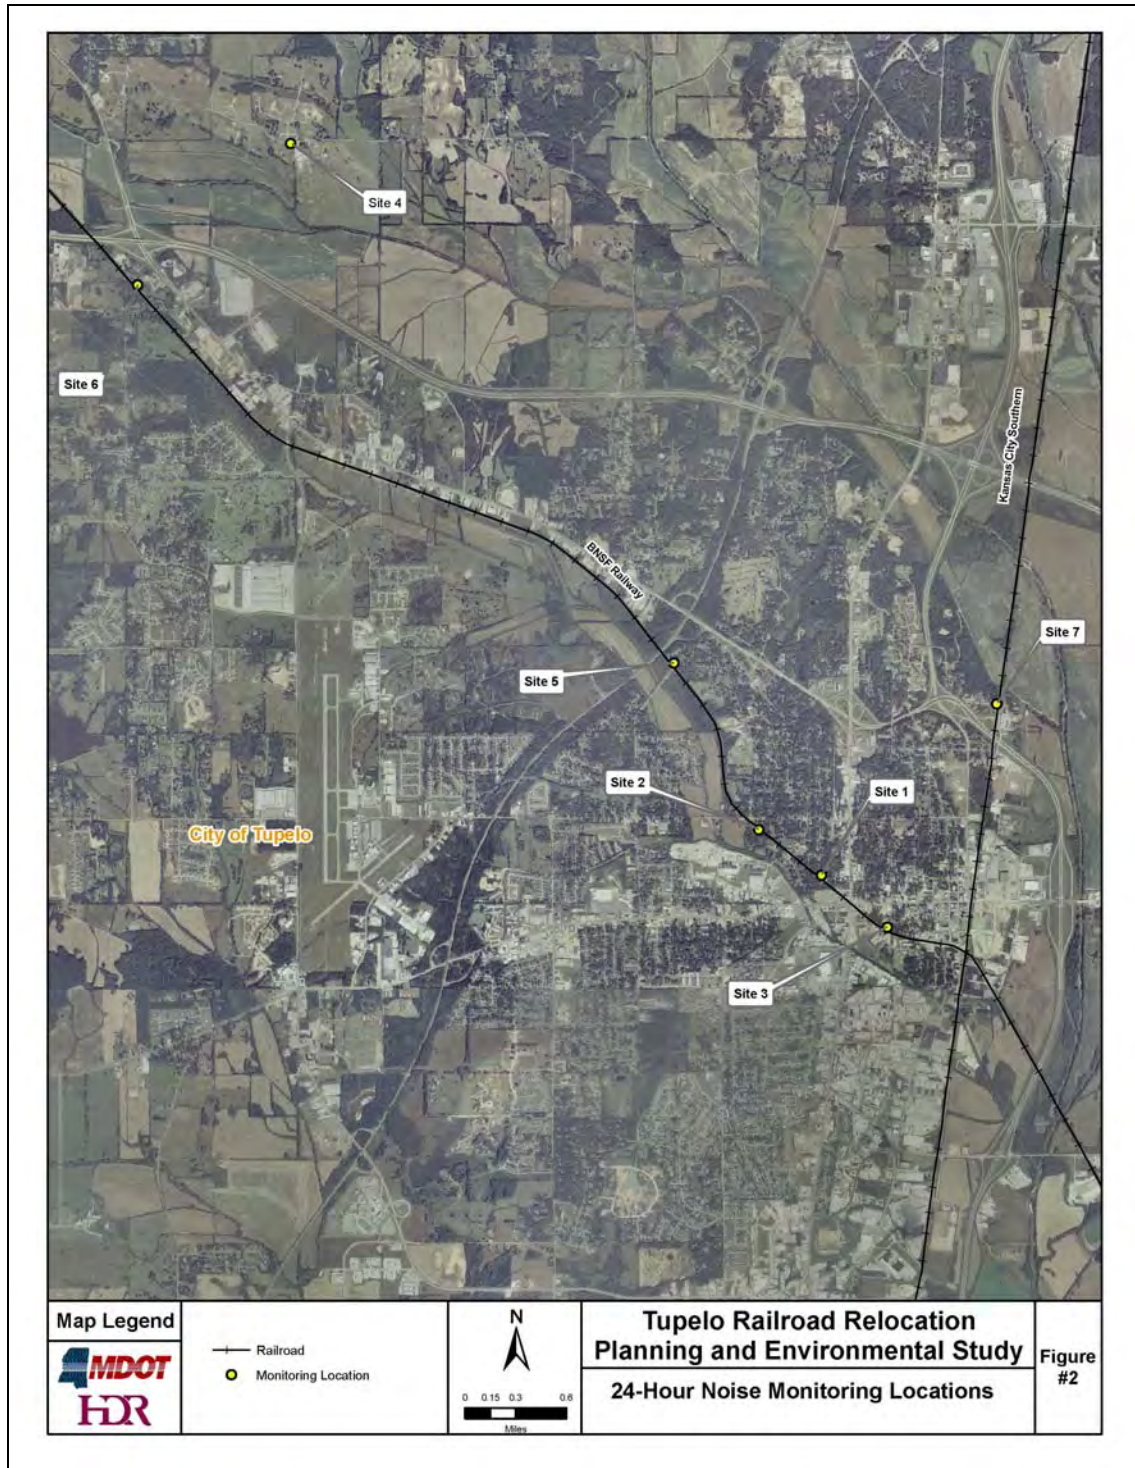 Site 4
Site 6
Kansas City Southern
BNSF Railway
Site 7
Site 5
Site 2
Site 1
City of Tupelo
Site 3
Map Legend
MDOT
HDR
Railroad
Monitoring Location
N
0 0.15 0.3 0.6
Miles
Tupelo Railroad Relocation
Planning and Environmental Study
24-Hour Noise Monitoring Locations
Figure
#2